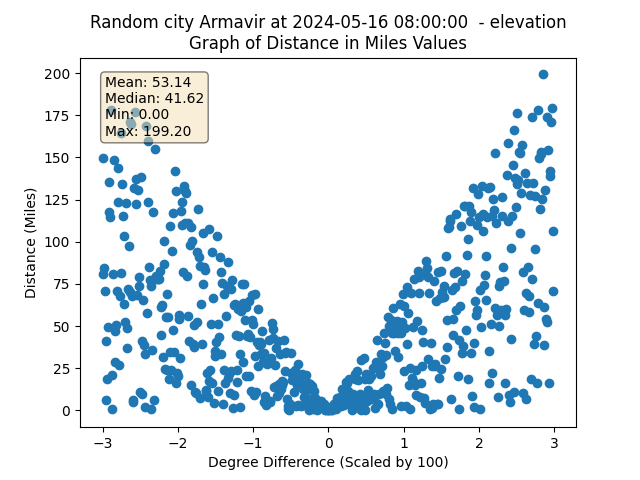 Random city Armavir at 2024-05-16 08:00:00  - elevation
Graph of Distance in Miles Values
Mean: 53.14
Median: 41.62
Min: 0.00
Max: 199.20
Distance (Miles)
200
175
150
125
100
75
50
25
0
−3 −2 −1 0 1 2 3
Degree Difference (Scaled by 100)